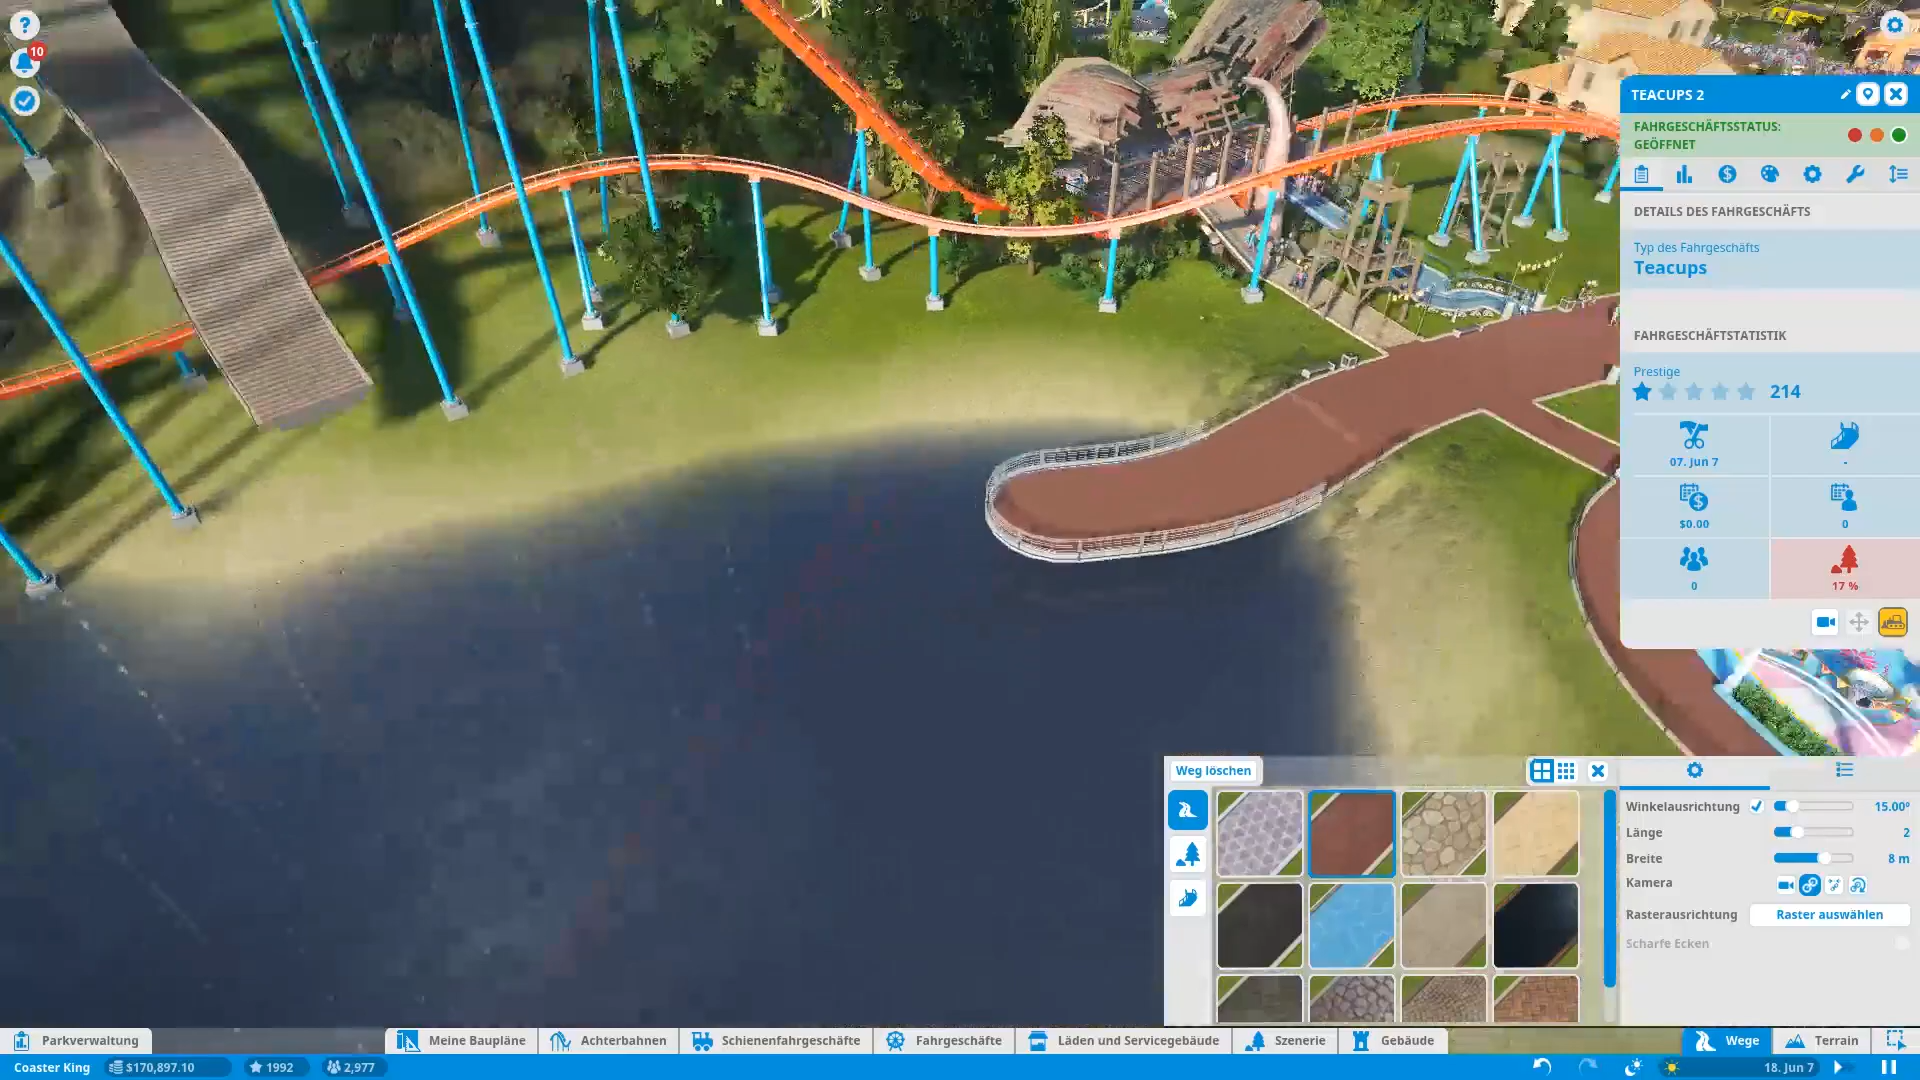 ?
10
TEACUPS 2
FAHRGESCHÄFTSSTATUS:
GEÖFFNET
DETAILS DES FAHRGESCHÄFTS
Typ des Fahrgeschäfts
Teacups
FAHRGESCHÄFTSTATISTIK
Prestige
214
07. Jun 7
-
$0.00
0
0
17 %
Weg löschen
Winkelausrichtung
15.00°
Länge
2
Breite
8 m
Kamera
Rasterausrichtung
Raster auswählen
Scharfe Ecken
Parkverwaltung
Meine Baupläne
Achterbahnen
Schienenfahrgeschäfte
Fahrgeschäfte
Läden und Servicegebäude
Szenerie
Gebäude
Wege
Terrain
Coaster King
$170,897.10
1992
2,977
18. Jun 7